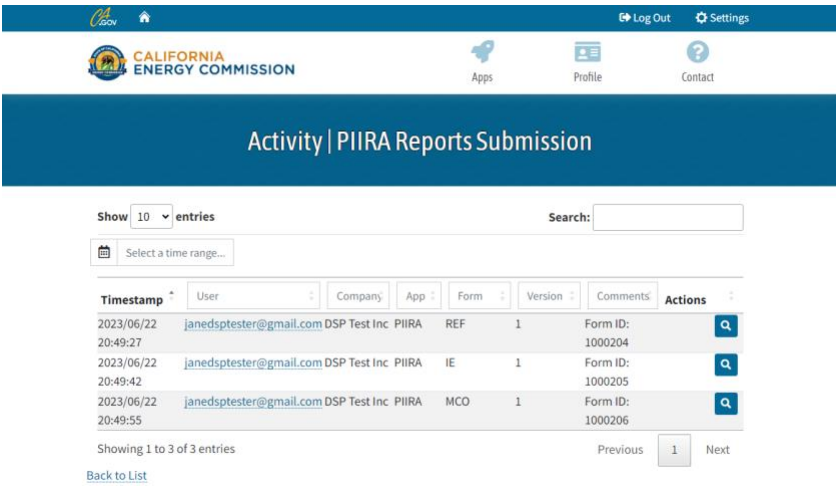 CA.GOV Log Out Settings
CALIFORNIA
ENERGY COMMISSION
Apps Profile Contact
Activity | PIIRA Reports Submission
Show 10 entries Search:
Select a time range...
Timestamp User Company App Form Version Comments Actions
2023/06/22 janedsptester@gmail.com DSP Test Inc PIIRA REF 1 Form ID:
20:49:27 1000204
2023/06/22 janedsptester@gmail.com DSP Test Inc PIIRA IE 1 Form ID:
20:49:42 1000205
2023/06/22 janedsptester@gmail.com DSP Test Inc PIIRA MCO 1 Form ID:
20:49:55 1000206
Showing 1 to 3 of 3 entries Previous 1 Next
Back to List